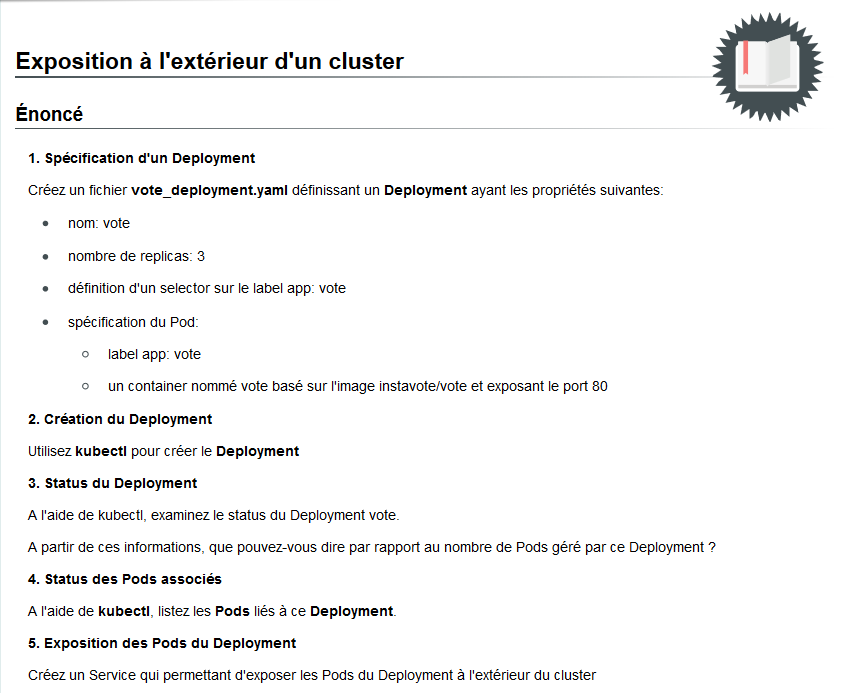 Exposition à l'extérieur d'un cluster
Énoncé
1. Spécification d'un Deployment
Créez un fichier vote_deployment.yaml définissant un Deployment ayant les propriétés suivantes:
nom: vote
nombre de replicas: 3
définition d'un selector sur le label app: vote
spécification du Pod:
label app: vote
un container nommé vote basé sur l'image instavote/vote et exposant le port 80
2. Création du Deployment
Utilisez kubectl pour créer le Deployment
3. Status du Deployment
A l'aide de kubectl, examinez le status du Deployment vote.
A partir de ces informations, que pouvez-vous dire par rapport au nombre de Pods géré par ce Deployment ?
4. Status des Pods associés
A l'aide de kubectl, listez les Pods liés à ce Deployment.
5. Exposition des Pods du Deployment
Créez un Service qui permettant d'exposer les Pods du Deployment à l'extérieur du cluster